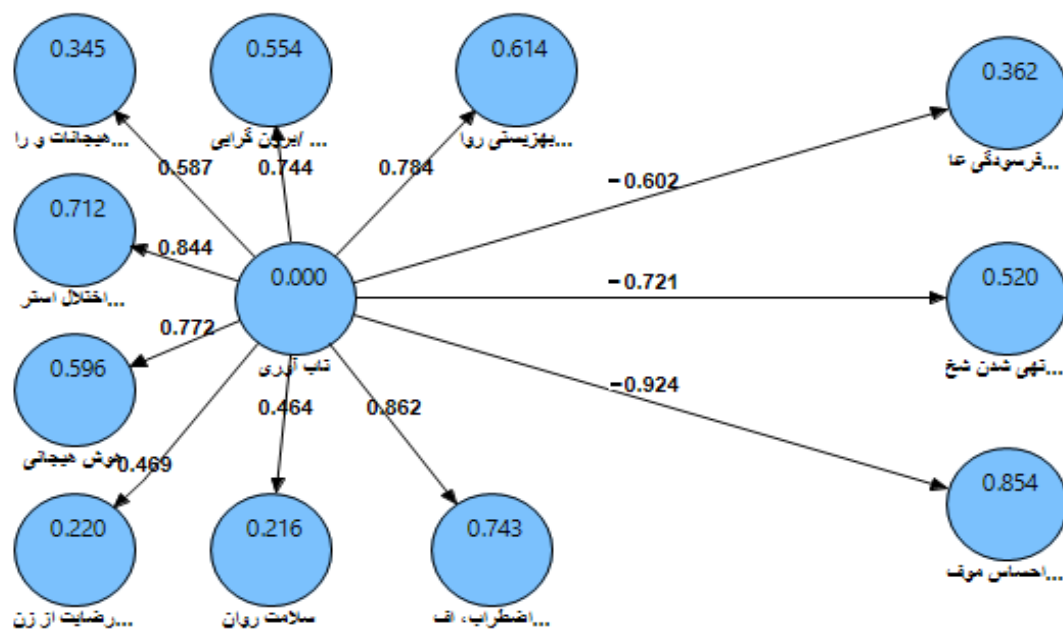 0.345
0.554
0.614
0.362
هیجانات و را...
برون گرایی/ ...
بهزیستی روا...
فرسودگی عا...
0.587
0.744
0.784
−0.602
0.712
0.844
اختلال استر...
0.000
0.520
−0.721
0.772
تاب آوری
تهی شدن شخ...
0.596
−0.924
0.464
0.862
هوش هیجانی
0.469
0.220
0.216
0.743
0.854
رضایت از زن...
سلامت روان
اضطراب، اف...
احساس موف...